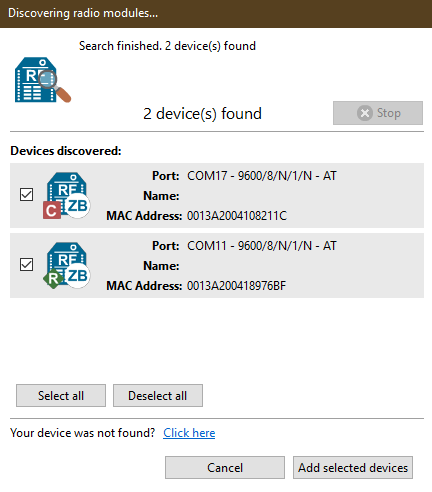 Discovering radio modules...
Search finished. 2 device(s) found
RF
2 device(s) found
Stop
Devices discovered:
Port: COM17 - 9600/8/N/1/N - AT
RF
Name:
C ZB
MAC Address: 0013A2004108211C
Port: COM11 - 9600/8/N/1/N - AT
RF
Name:
R ZB
MAC Address: 0013A200418976BF
Select all Deselect all
Your device was not found? Click here
Cancel Add selected devices